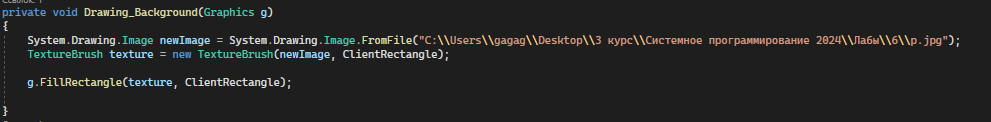 private void Drawing_Background(Graphics g)
{
System.Drawing.Image newImage = System.Drawing.Image.FromFile("C:\\Users\\gagag\\Desktop\\3 курс\\Системное программирование 2024\\Лабы\\6\\p.jpg");
TextureBrush texture = new TextureBrush(newImage, ClientRectangle);
g.FillRectangle(texture, ClientRectangle);
}